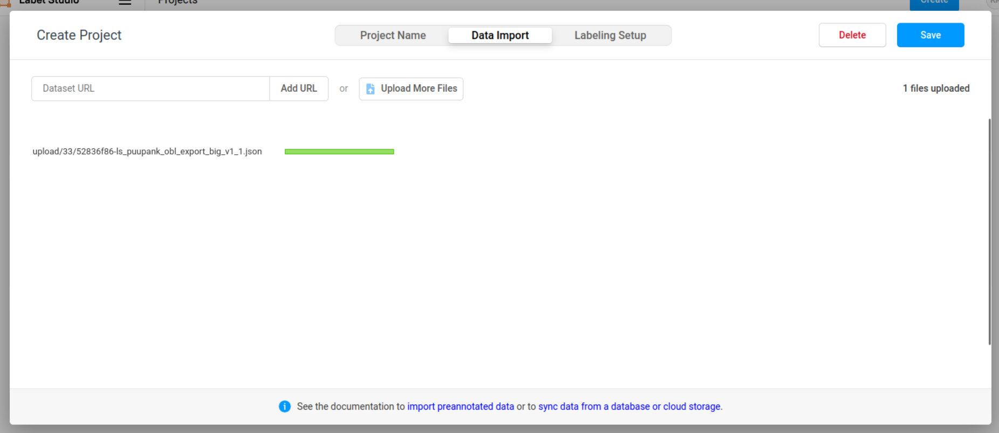 Label Studio
Projects
Create
Create Project
Project Name
Data Import
Labeling Setup
Delete
Save
Dataset URL
Add URL
or
Upload More Files
1 files uploaded
upload/33/52836f86-ls_puupank_obl_export_big_v1_1.json
See the documentation to import preannotated data or to sync data from a database or cloud storage.